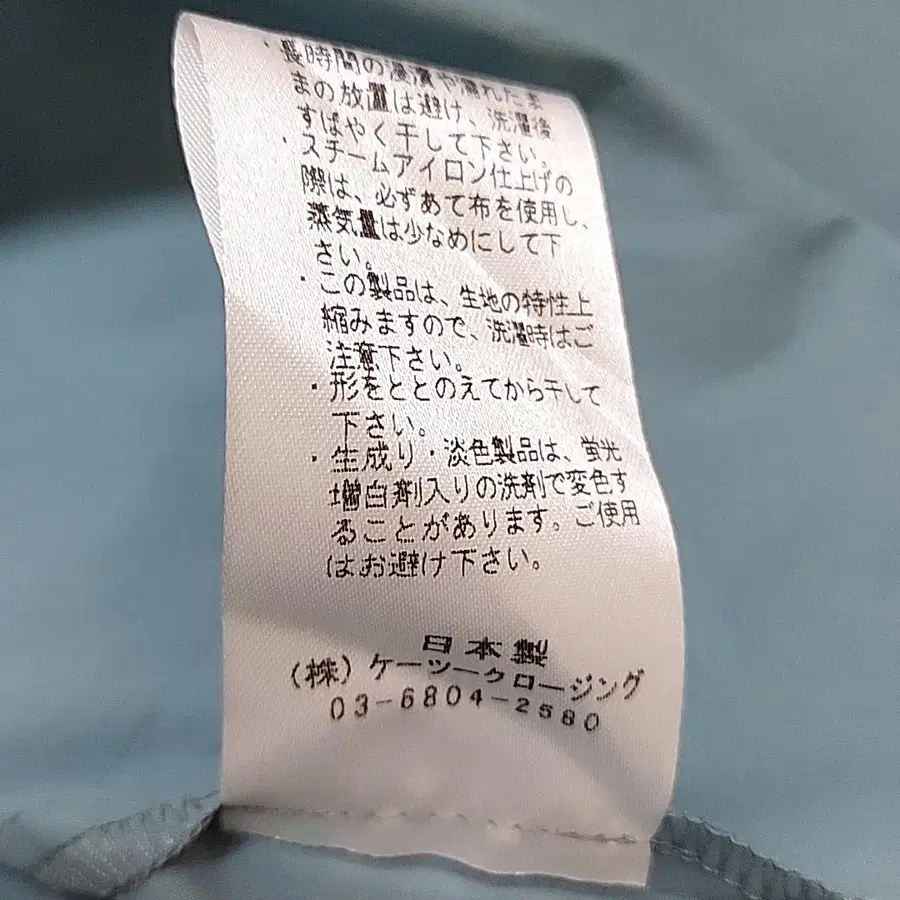 ・長時間の浸漬や濡れたま
まの放置は避け、洗濯後
すばやく干して下さい。
・スチームアイロン仕上げの
際は、必ずあて布を使用し、
蒸気量は少なめにして下
さい。
・この製品は、生地の特性上
縮みますので、洗濯時はご
注意下さい。
・形をととのえてから干して
下さい。
・生成り・淡色製品は、蛍光
増白剤入りの洗剤で変色す
ることがあります。ご使用
はお避け下さい。
日本製
(株)ケーツークロージング
03-6804-2580